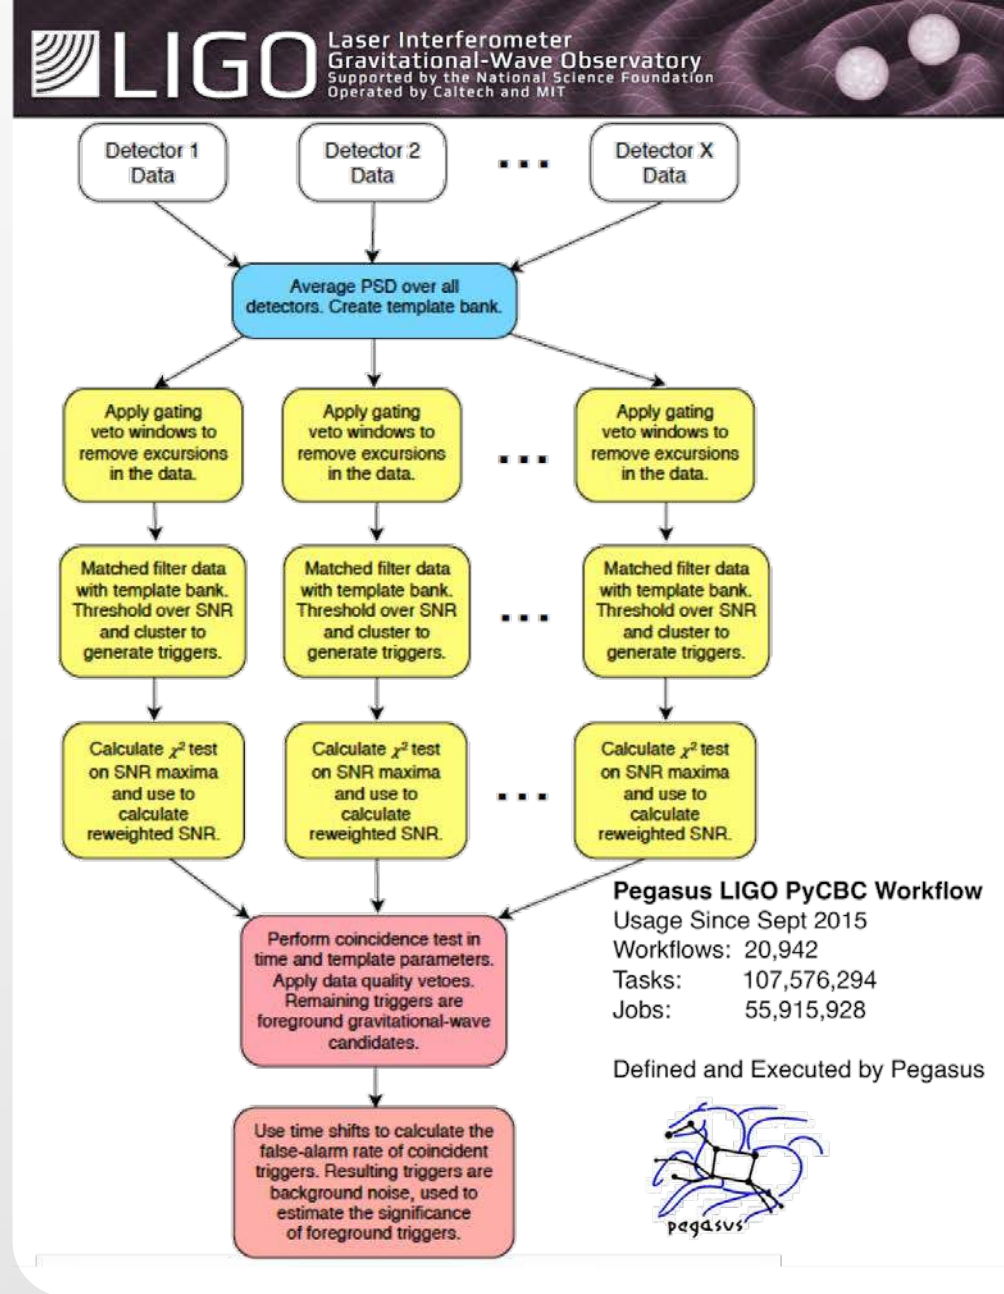 LIGO
Laser Interferometer
Gravitational-Wave Observatory
Supported by the National Science Foundation
Operated by Caltech and MIT
Detector 1
Data
Detector 2
Data
...
Detector X
Data
Average PSD over all
detectors. Create template bank.
Apply gating
veto windows to
remove excursions
in the data.
Apply gating
veto windows to
remove excursions
in the data.
...
Apply gating
veto windows to
remove excursions
in the data.
Matched filter data
with template bank.
Threshold over SNR
and cluster to
generate triggers.
Matched filter data
with template bank.
Threshold over SNR
and cluster to
generate triggers.
...
Matched filter data
with template bank.
Threshold over SNR
and cluster to
generate triggers.
Calculate χ² test
on SNR maxima
and use to
calculate
reweighted SNR.
Calculate χ² test
on SNR maxima
and use to
calculate
reweighted SNR.
...
Calculate χ² test
on SNR maxima
and use to
calculate
reweighted SNR.
Perform coincidence test in
time and template parameters.
Apply data quality vetoes.
Remaining triggers are
foreground gravitational-wave
candidates.
Use time shifts to calculate the
false-alarm rate of coincident
triggers. Resulting triggers are
background noise, used to
estimate the significance
of foreground triggers.
Pegasus LIGO PyCBC Workflow
Usage Since Sept 2015
Workflows: 20,942
Tasks: 107,576,294
Jobs: 55,915,928
Defined and Executed by Pegasus
pegasus